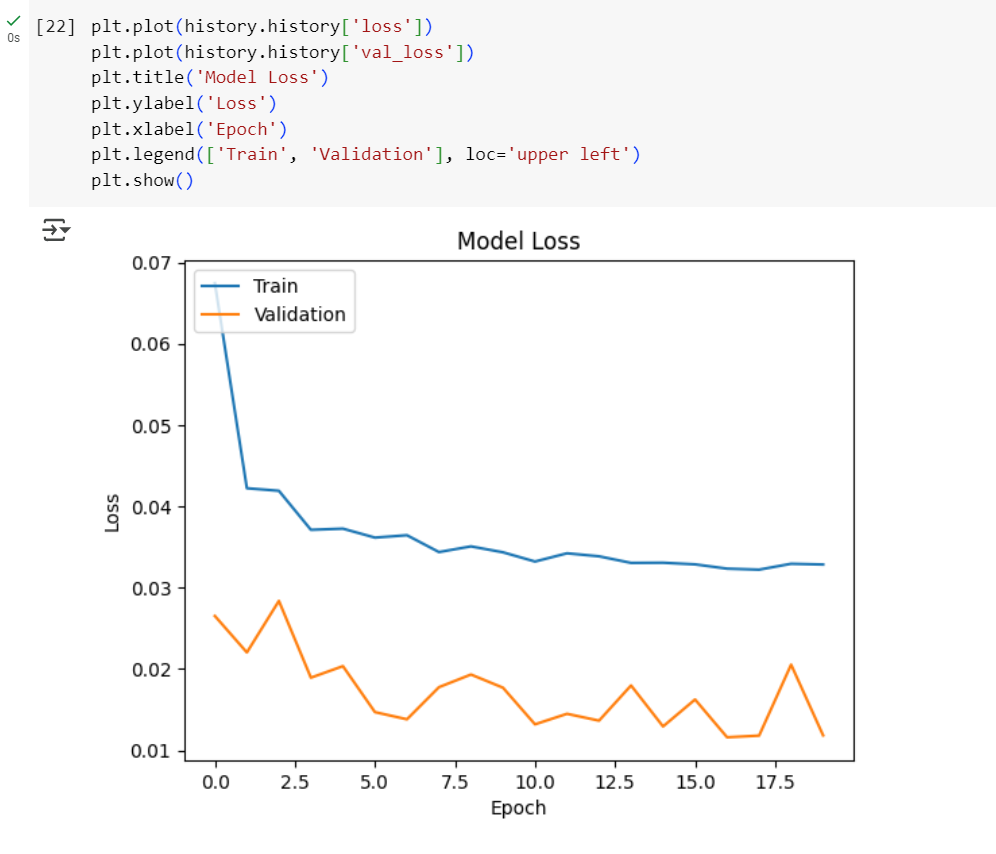 [22] plt.plot(history.history['loss'])
plt.plot(history.history['val_loss'])
plt.title('Model Loss')
plt.ylabel('Loss')
plt.xlabel('Epoch')
plt.legend(['Train', 'Validation'], loc='upper left')
plt.show()
0s
Model Loss
Train
Validation
0.07
0.06
0.05
0.04
0.03
0.02
0.01
Loss
0.0 2.5 5.0 7.5 10.0 12.5 15.0 17.5
Epoch